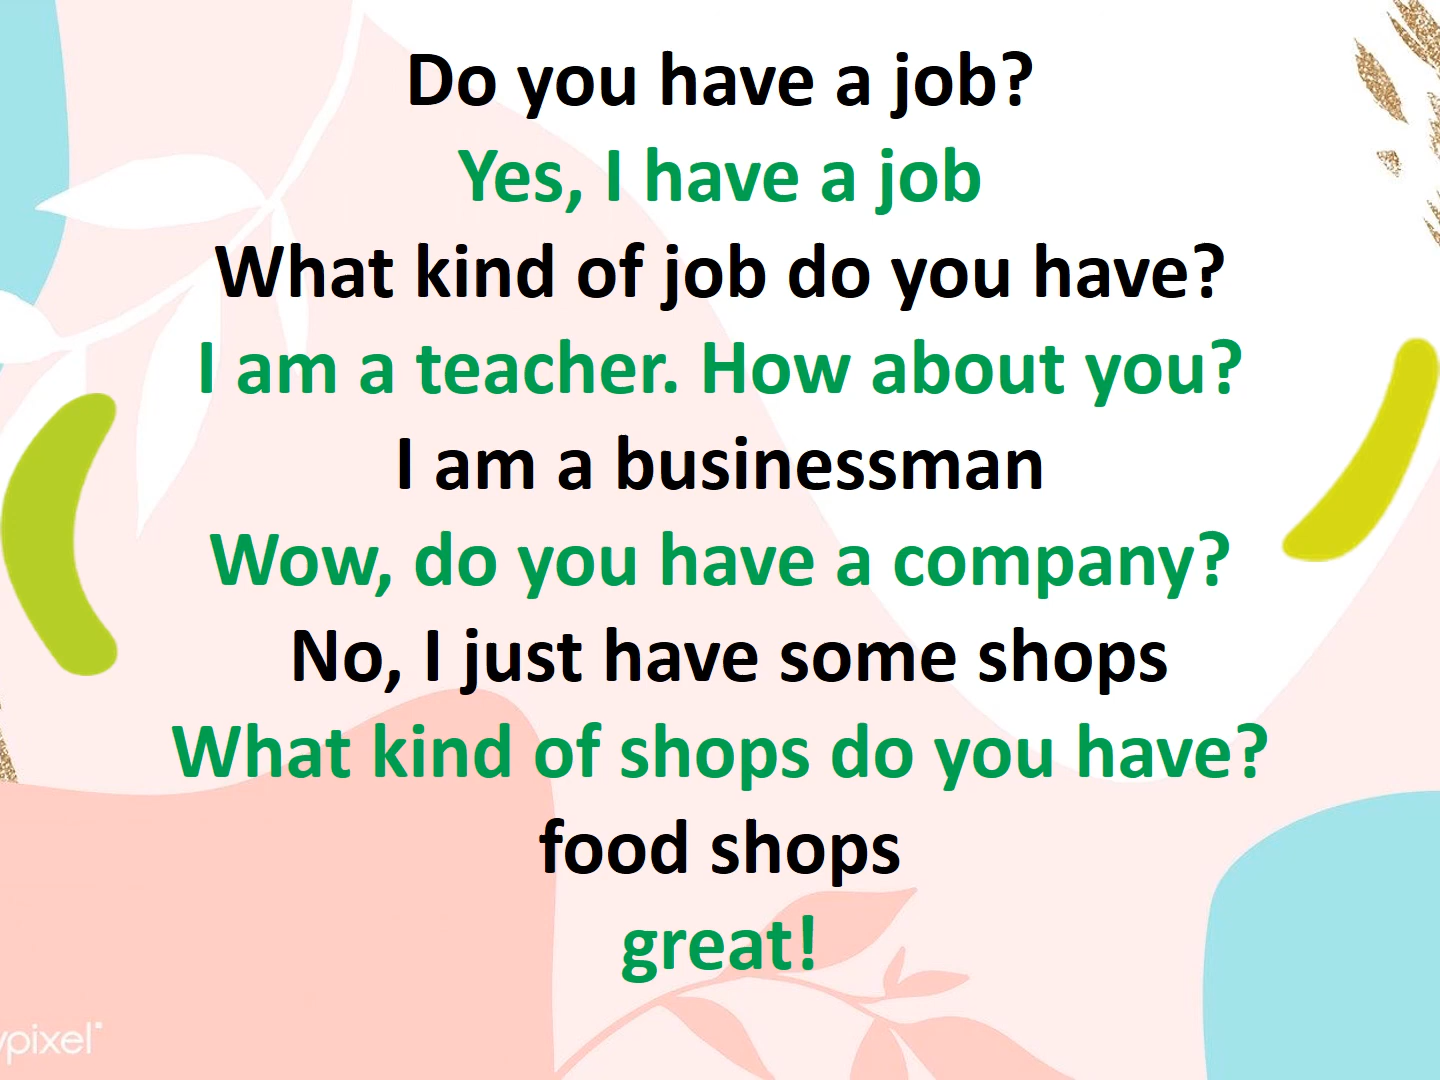 Do you have a job?
Yes, I have a job
What kind of job do you have?
I am a teacher. How about you?
I am a businessman
Wow, do you have a company?
No, I just have some shops
What kind of shops do you have?
food shops
great!
ypixel